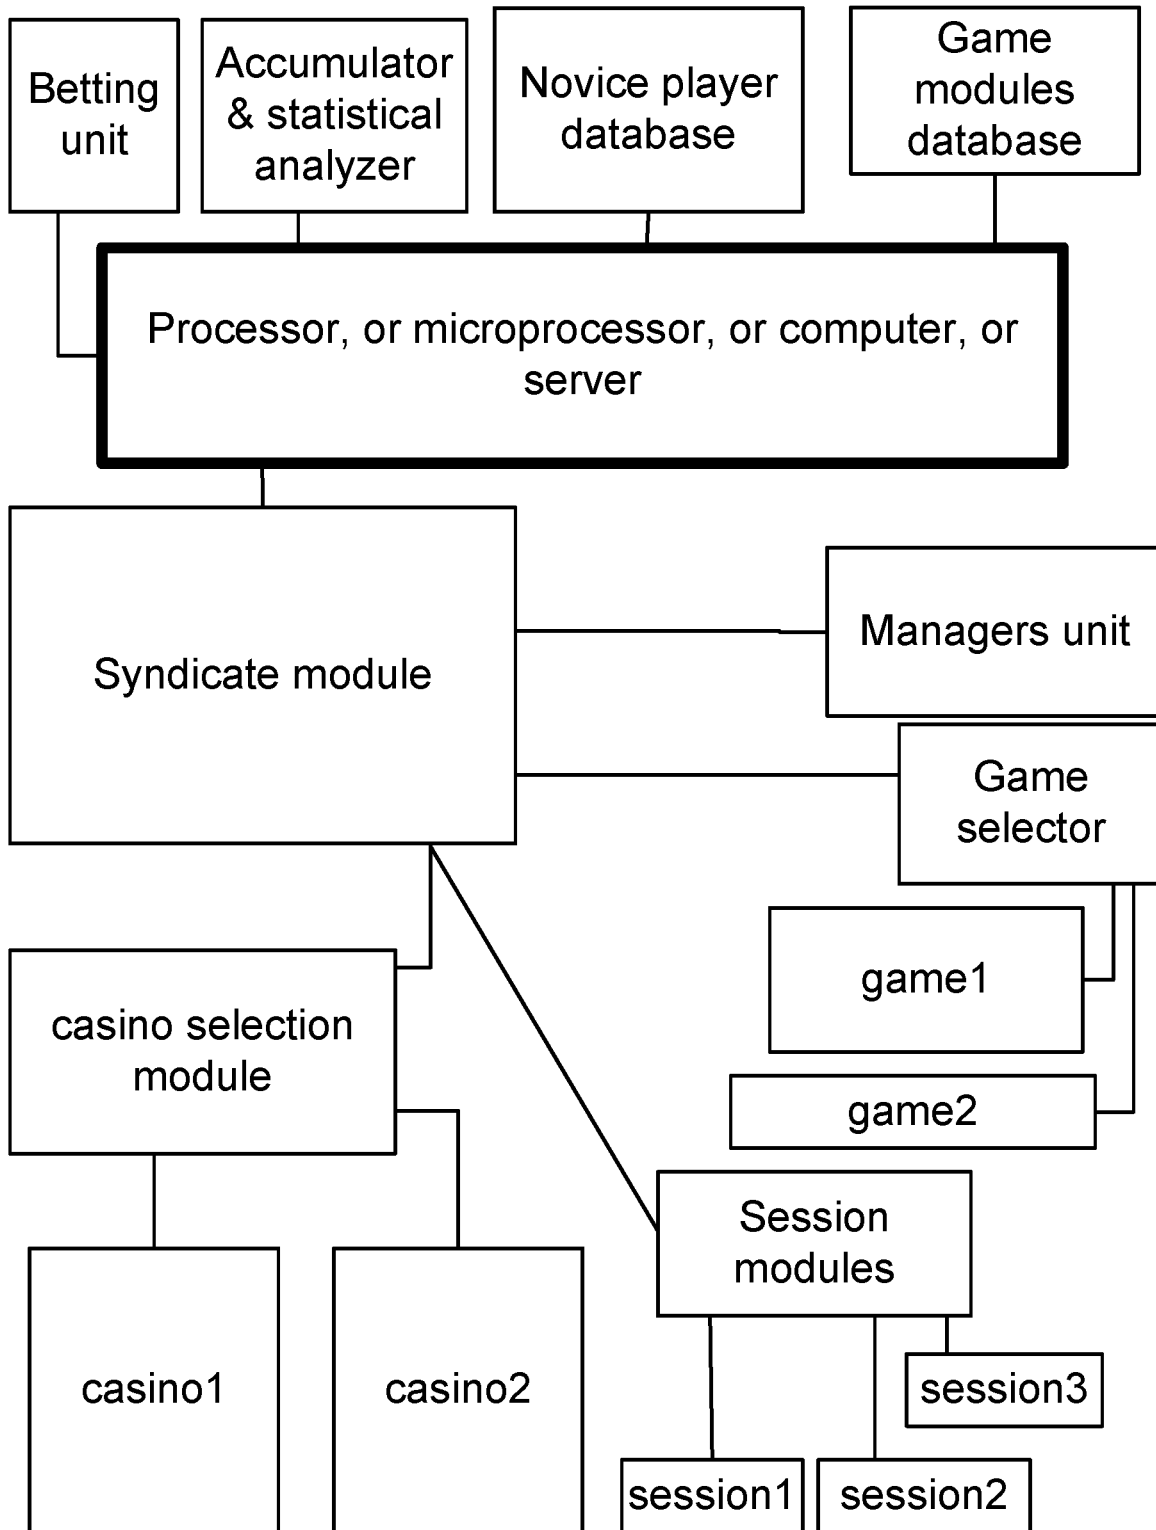 Betting
unit
Accumulator
& statistical
analyzer
Novice player
database
Game
modules
database
Processor, or microprocessor, or computer, or
server
Syndicate module
Managers unit
Game
selector
game1
game2
casino selection
module
Session
modules
casino1
casino2
session3
session1
session2